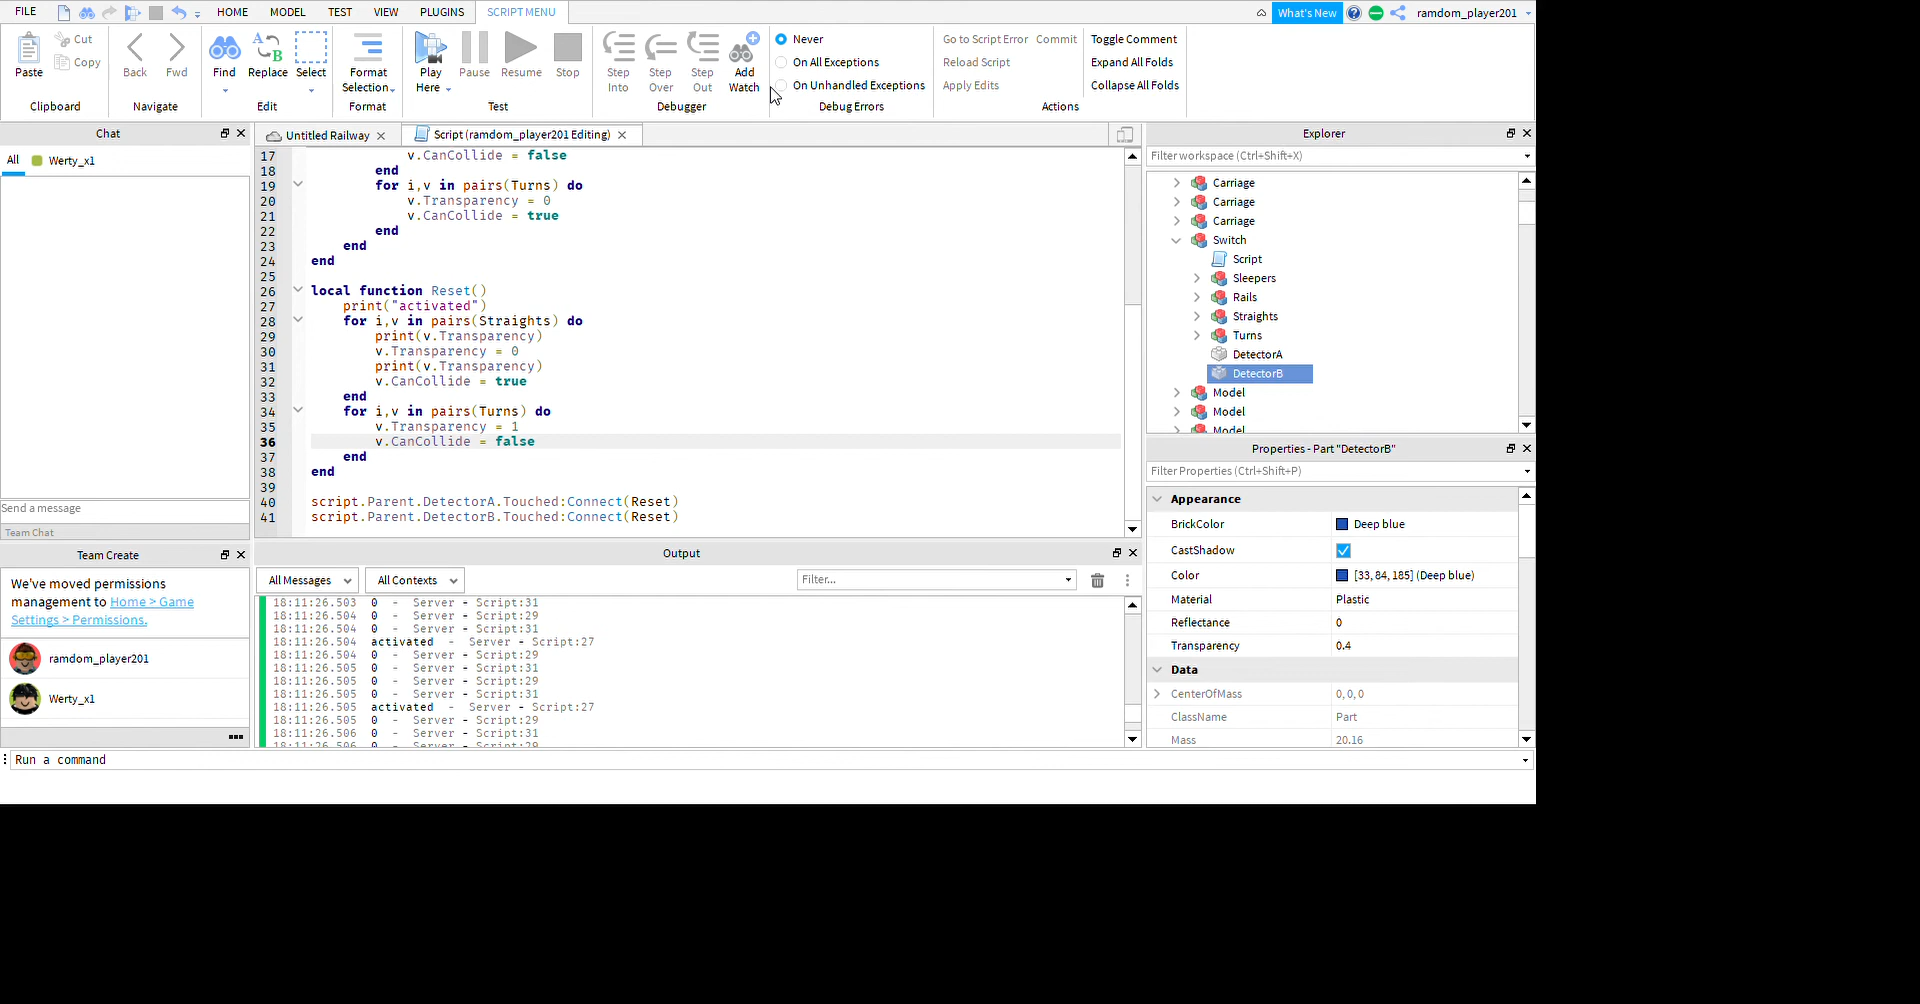 FILE HOME MODEL TEST VIEW PLUGINS SCRIPT MENU What's New ramdom_player201
Paste Cut Copy Clipboard
Back Fwd Navigate
Find Replace Select Edit
Format Selection Format
Play Here Pause Resume Stop Test
Step Into Step Over Step Out Add Watch Debugger
Never
On All Exceptions
On Unhandled Exceptions
Debug Errors
Go to Script Error Commit
Reload Script
Apply Edits
Toggle Comment
Expand All Folds
Collapse All Folds
Actions
Chat
All Werty_x1
Send a message
Team Chat
Team Create
We've moved permissions
management to Home > Game
Settings > Permissions.
ramdom_player201
Werty_x1
Untitled Railway Script (ramdom_player201 Editing)
17 v.CanCollide = false
18 end
19 for i,v in pairs(Turns) do
20 v.Transparency = 0
21 v.CanCollide = true
22 end
23 end
24 end
25
26 local function Reset()
27 print("activated")
28 for i,v in pairs(Straights) do
29 print(v.Transparency)
30 v.Transparency = 0
31 print(v.Transparency)
32 v.CanCollide = true
33 end
34 for i,v in pairs(Turns) do
35 v.Transparency = 1
36 v.CanCollide = false
37 end
38 end
39
40 script.Parent.DetectorA.Touched:Connect(Reset)
41 script.Parent.DetectorB.Touched:Connect(Reset)
Output
All Messages All Contexts Filter...
18:11:26.503 0 - Server - Script:31
18:11:26.504 0 - Server - Script:29
18:11:26.504 0 - Server - Script:31
18:11:26.504 activated - Server - Script:27
18:11:26.504 0 - Server - Script:29
18:11:26.505 0 - Server - Script:31
18:11:26.505 0 - Server - Script:29
18:11:26.505 0 - Server - Script:31
18:11:26.505 activated - Server - Script:27
18:11:26.505 0 - Server - Script:29
18:11:26.506 0 - Server - Script:31
18:11:26.506 0 - Server - Script:29
Explorer
Filter workspace (Ctrl+Shift+X)
Carriage
Carriage
Carriage
Switch
Script
Sleepers
Rails
Straights
Turns
DetectorA
DetectorB
Model
Model
Model
Properties - Part "DetectorB"
Filter Properties (Ctrl+Shift+P)
Appearance
BrickColor Deep blue
CastShadow
Color [33, 84, 185] (Deep blue)
Material Plastic
Reflectance 0
Transparency 0.4
Data
CenterOfMass 0, 0, 0
ClassName Part
Mass 20.16
Run a command